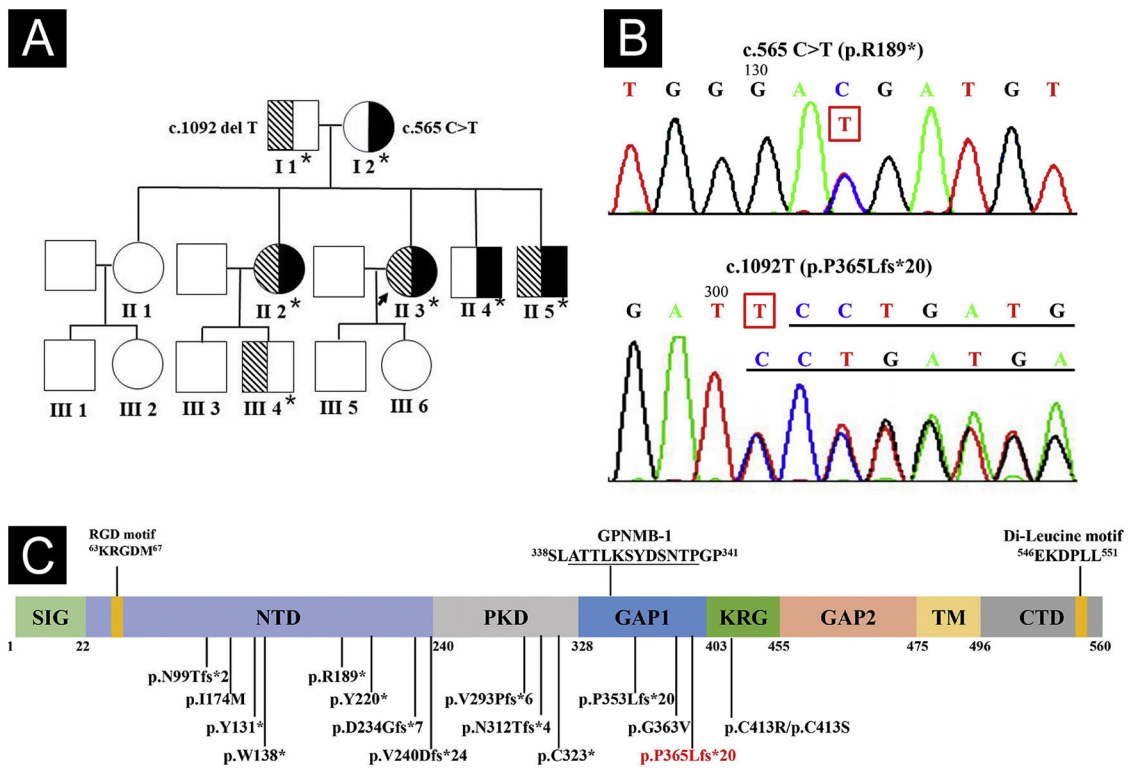 A
c.1092 del T
c.565 C>T
I 1*
I 2*
II 1
II 2*
II 3*
II 4*
II 5*
III 1
III 2
III 3
III 4*
III 5
III 6
B
c.565 C>T (p.R189*)
130
T G G G A C G A T G T
T
c.1092T (p.P365Lfs*20)
300
G A T T C C T G A T G
C C T G A T G A
C
RGD motif
⁶³KRGDM⁶⁷
GPNMB-1
³³⁸SLATTLKSYDSNTPGP³⁴¹
Di-Leucine motif
⁵⁴⁶EKDPLL⁵⁵¹
SIG NTD PKD GAP1 KRG GAP2 TM CTD
1 22 240 328 403 455 475 496 560
p.N99Tfs*2 p.R189* p.V293Pfs*6 p.P353Lfs*20
p.I174M p.Y220* p.N312Tfs*4 p.G363V p.C413R/p.C413S
p.Y131* p.D234Gfs*7
p.W138* p.V240Dfs*24 p.C323* p.P365Lfs*20